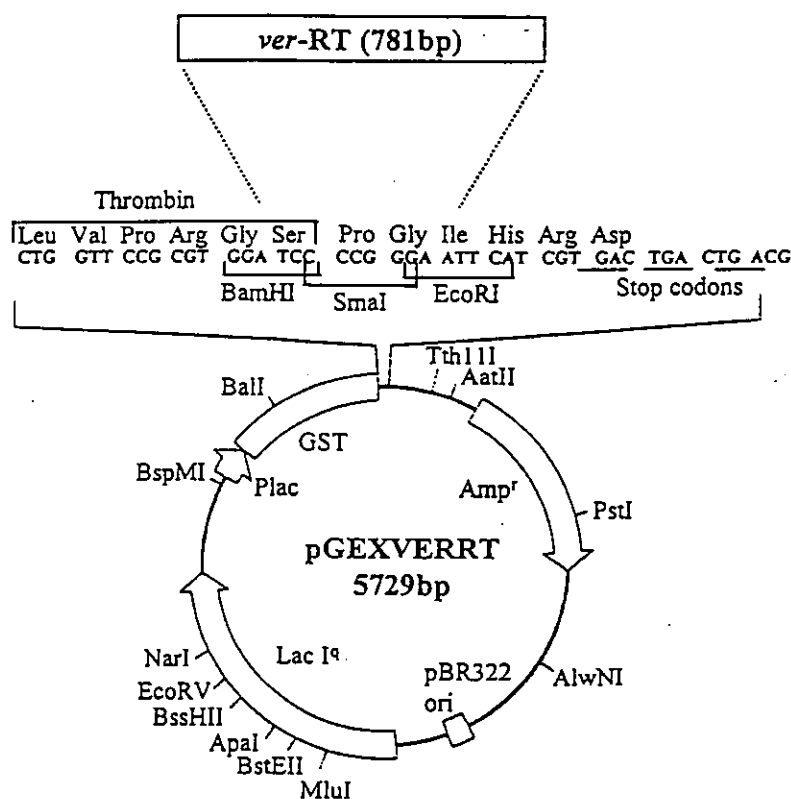 ver-RT (781bp)
Thrombin
Leu Val Pro Arg Gly Ser Pro Gly Ile His Arg Asp
CTG GTT CCG CGT GGA TCC CCG GGA ATT CAT CGT GAC TGA CTG ACG
BamHI SmaI EcoRI Stop codons
Tth111I
AatII
BalI
GST
BspMI
Plac
Ampr
PstI
pGEXVERRT
5729bp
NarI
Lac Iq
pBR322
ori
AlwNI
EcoRV
BssHII
ApaI
BstEII
MluI